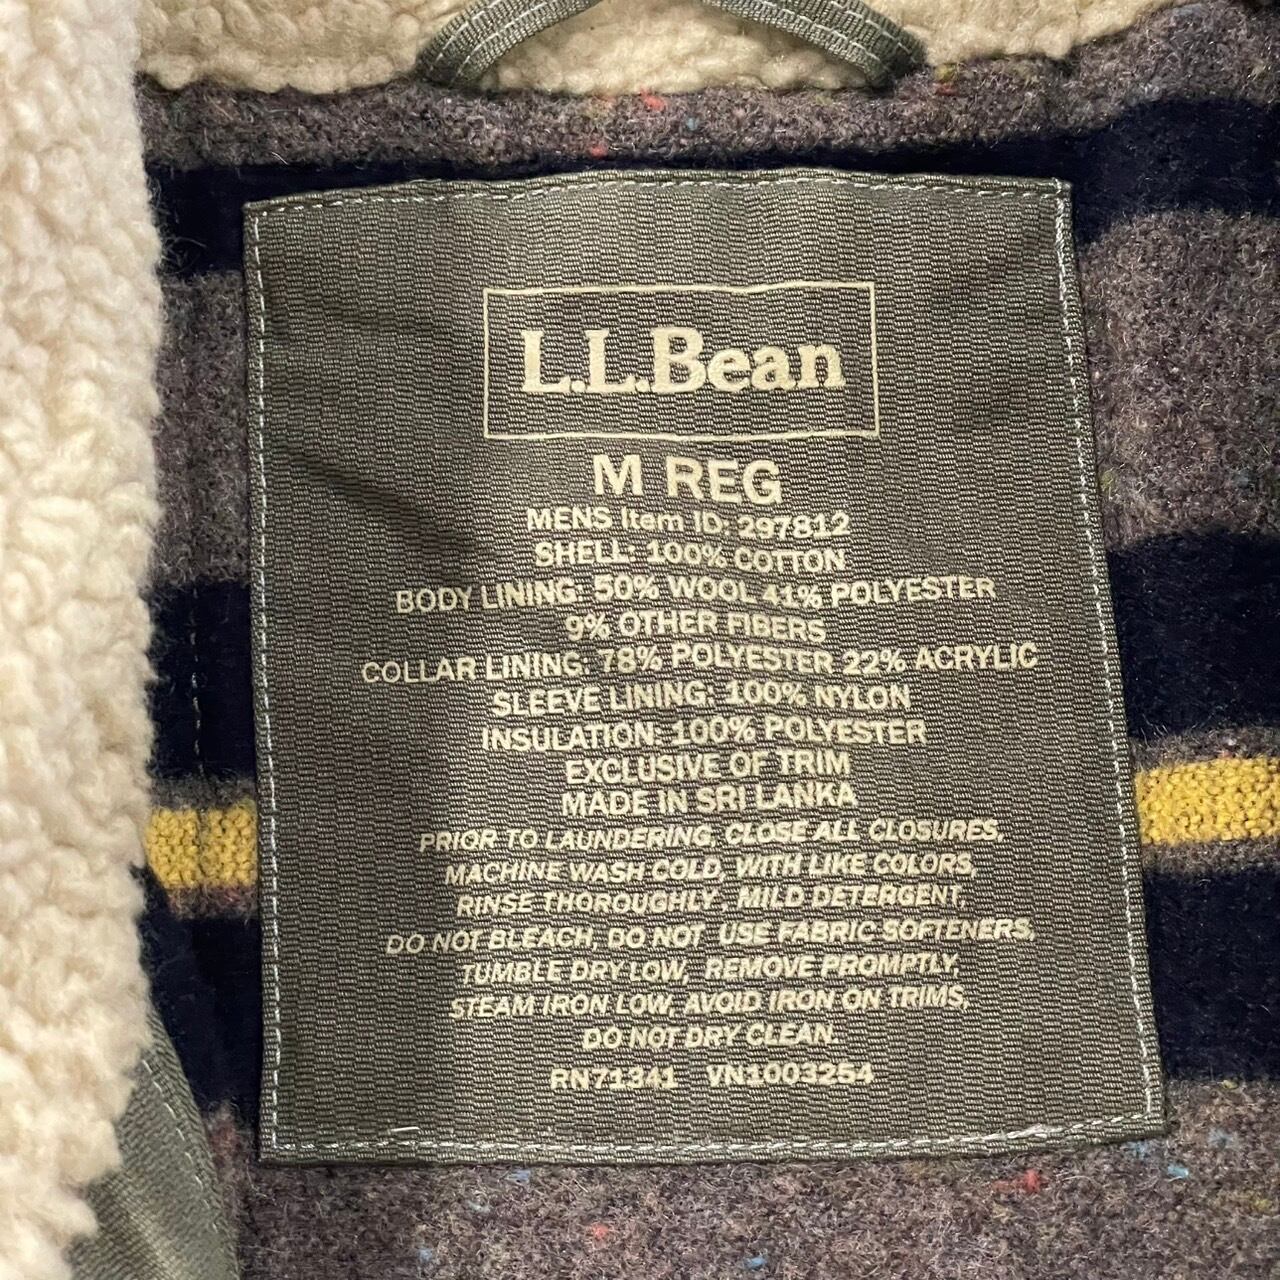 L.L.Bean
M REG
MENS Item ID: 297812
SHELL: 100% COTTON
BODY LINING: 50% WOOL 41% POLYESTER
9% OTHER FIBERS
COLLAR LINING: 78% POLYESTER 22% ACRYLIC
SLEEVE LINING: 100% NYLON
INSULATION: 100% POLYESTER
EXCLUSIVE OF TRIM
MADE IN SRI LANKA
PRIOR TO LAUNDERING, CLOSE ALL CLOSURES,
MACHINE WASH COLD, WITH LIKE COLORS,
RINSE THOROUGHLY, MILD DETERGENT,
DO NOT BLEACH, DO NOT USE FABRIC SOFTENERS,
TUMBLE DRY LOW, REMOVE PROMPTLY,
STEAM IRON LOW, AVOID IRON ON TRIMS,
DO NOT DRY CLEAN.
RN71341 VN1003254